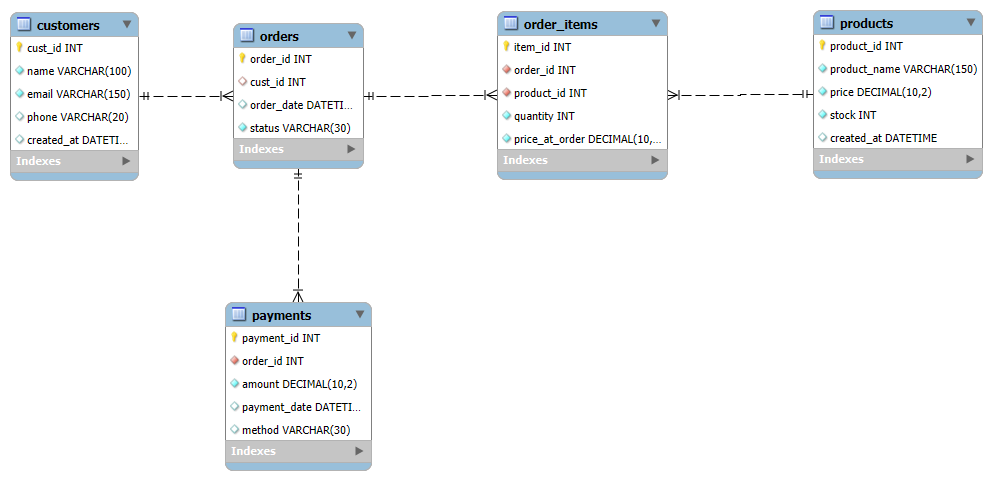 customers
cust_id INT
name VARCHAR(100)
email VARCHAR(150)
phone VARCHAR(20)
created_at DATETI...
Indexes
orders
order_id INT
cust_id INT
order_date DATETI...
status VARCHAR(30)
Indexes
order_items
item_id INT
order_id INT
product_id INT
quantity INT
price_at_order DECIMAL(10,...
Indexes
products
product_id INT
product_name VARCHAR(150)
price DECIMAL(10,2)
stock INT
created_at DATETIME
Indexes
payments
payment_id INT
order_id INT
amount DECIMAL(10,2)
payment_date DATETI...
method VARCHAR(30)
Indexes